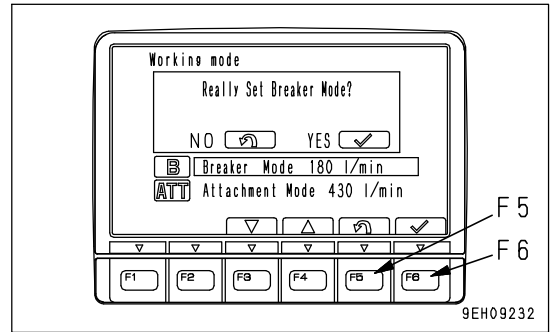 Working mode
Really Set Breaker Mode?
NO YES
B Breaker Mode 180 l/min
ATT Attachment Mode 430 l/min
F5
F6
F1 F2 F3 F4 F5 F6
9EH09232